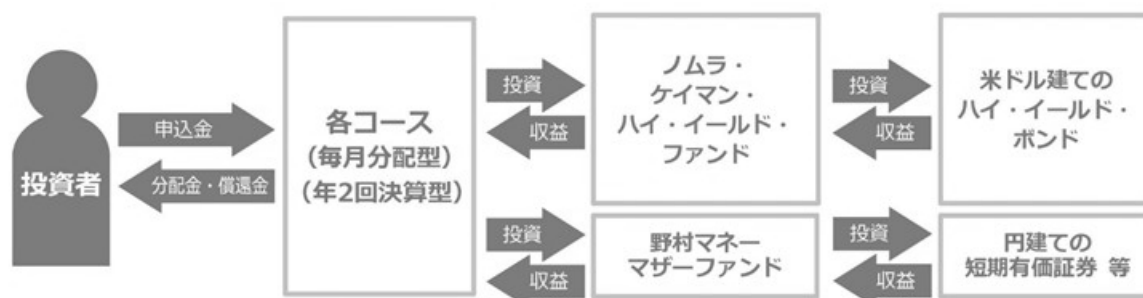 投資者
申込金
分配金・償還金
各コース
（毎月分配型）
（年2回決算型）
投資
収益
ノムラ・
ケイマン・
ハイ・イールド・
ファンド
投資
収益
米ドル建ての
ハイ・イールド・
ボンド
投資
収益
野村マネー
マザーファンド
投資
収益
円建ての
短期有価証券 等